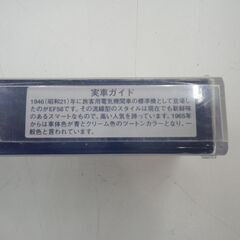 実車ガイド
1946(昭和21)年に旅客用電気機関車の標準機として登場し
たのがEF58です。その流線型のスタイルは現在でも新鮮味
のあるスマートなもので、高い人気を誇っています。1965年
からは車体色が青とクリーム色のツートンカラーとなり、一
般色と言われています。